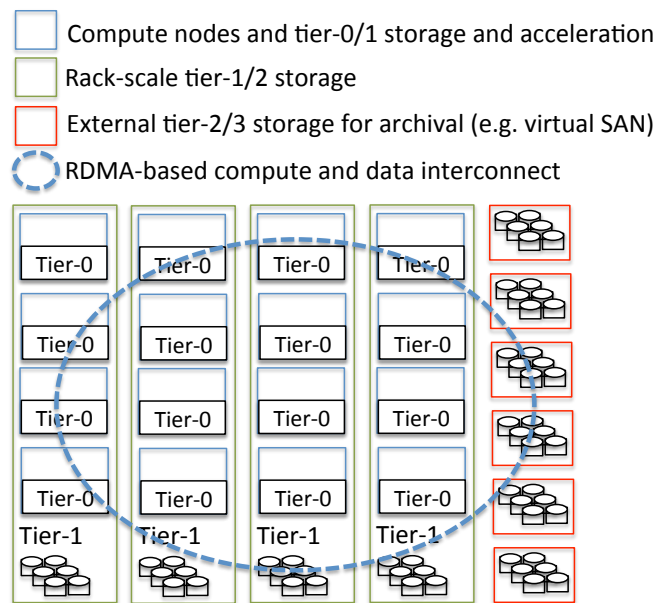 Compute nodes and tier-0/1 storage and acceleration
Rack-scale tier-1/2 storage
External tier-2/3 storage for archival (e.g. virtual SAN)
RDMA-based compute and data interconnect
Tier-0 Tier-0 Tier-0 Tier-0
Tier-0 Tier-0 Tier-0 Tier-0
Tier-0 Tier-0 Tier-0 Tier-0
Tier-0 Tier-0 Tier-0 Tier-0
Tier-1 Tier-1 Tier-1 Tier-1